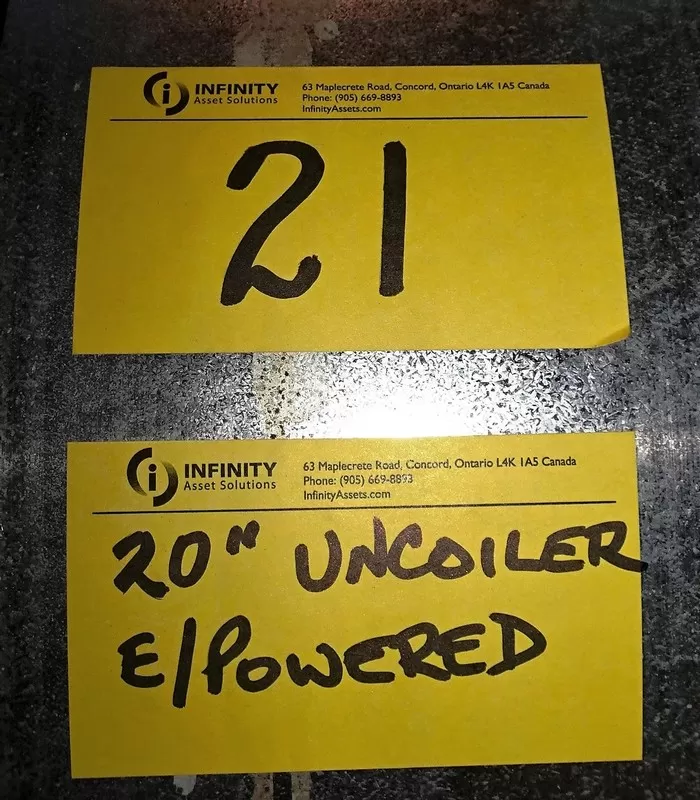 INFINITY
Asset Solutions
63 Maplecrete Road, Concord, Ontario L4K 1A5 Canada
Phone: (905) 669-8893
InfinityAssets.com
21
INFINITY
Asset Solutions
63 Maplecrete Road, Concord, Ontario L4K 1A5 Canada
Phone: (905) 669-8893
InfinityAssets.com
20" UNCOILER
E/POWERED